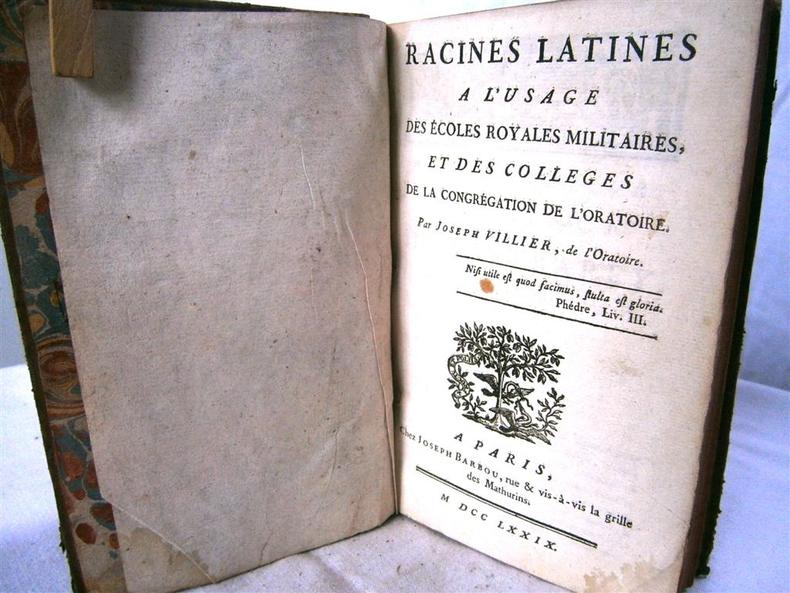 RACINES LATINES
A L'USAGE
DES ÉCOLES ROYALES MILITAIRES,
ET DES COLLEGES
DE LA CONGRÉGATION DE L'ORATOIRE.
Par JOSEPH VILLIER, de l'Oratoire.
Niſi utile eſt quod facimus, ſtulta eſt gloria.
Phédre, Liv. III.
A PARIS,
Chez JOSEPH BARBOU, rue & vis-à-vis la grille
des Mathurins.
M DCC LXXIX.